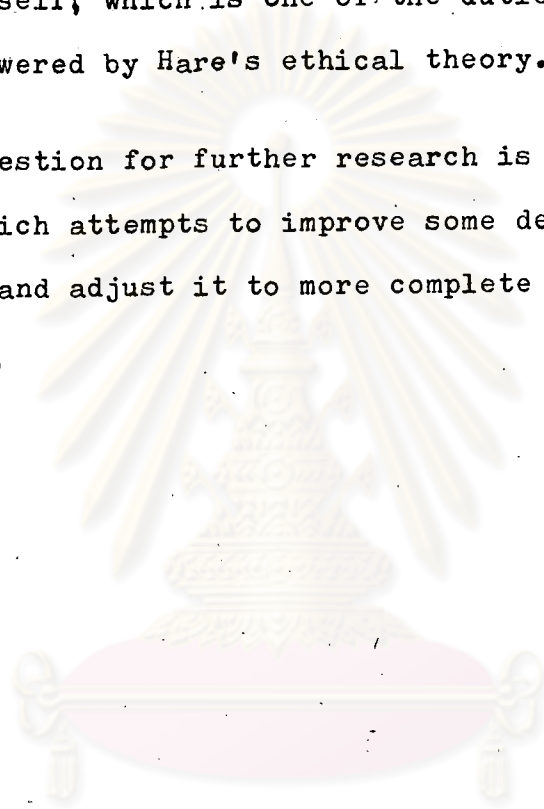 self, which is one of the
wered by Hare's ethical theory.
estion for further research is
ich attempts to improve some de
and adjust it to more complete